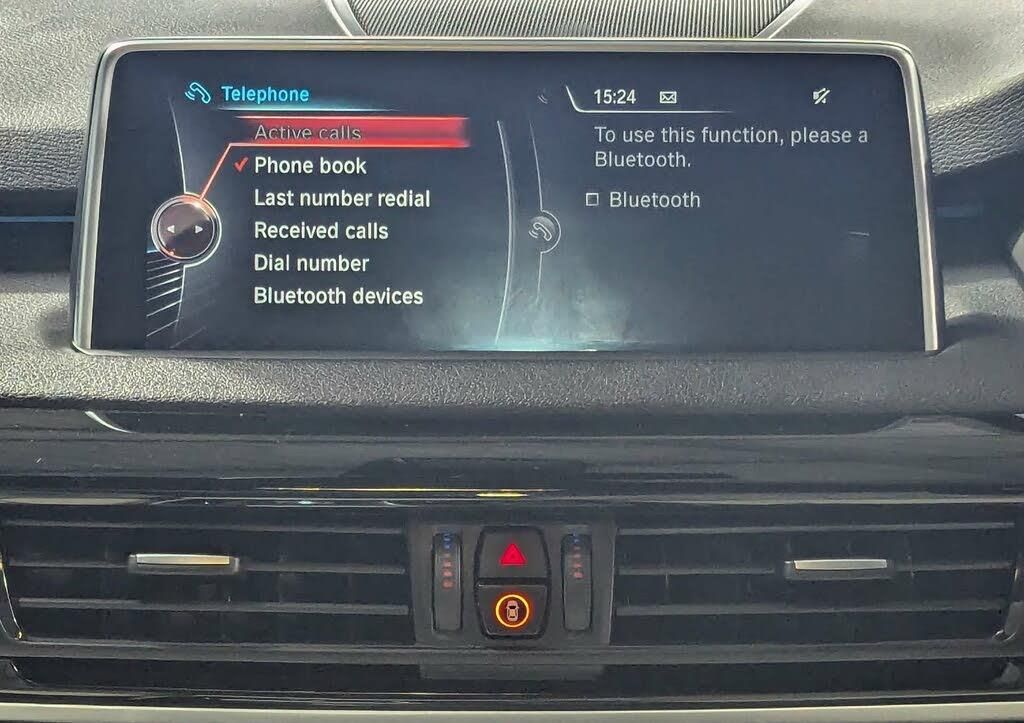 Telephone
Active calls
Phone book
Last number redial
Received calls
Dial number
Bluetooth devices
15:24
To use this function, please a
Bluetooth.
Bluetooth